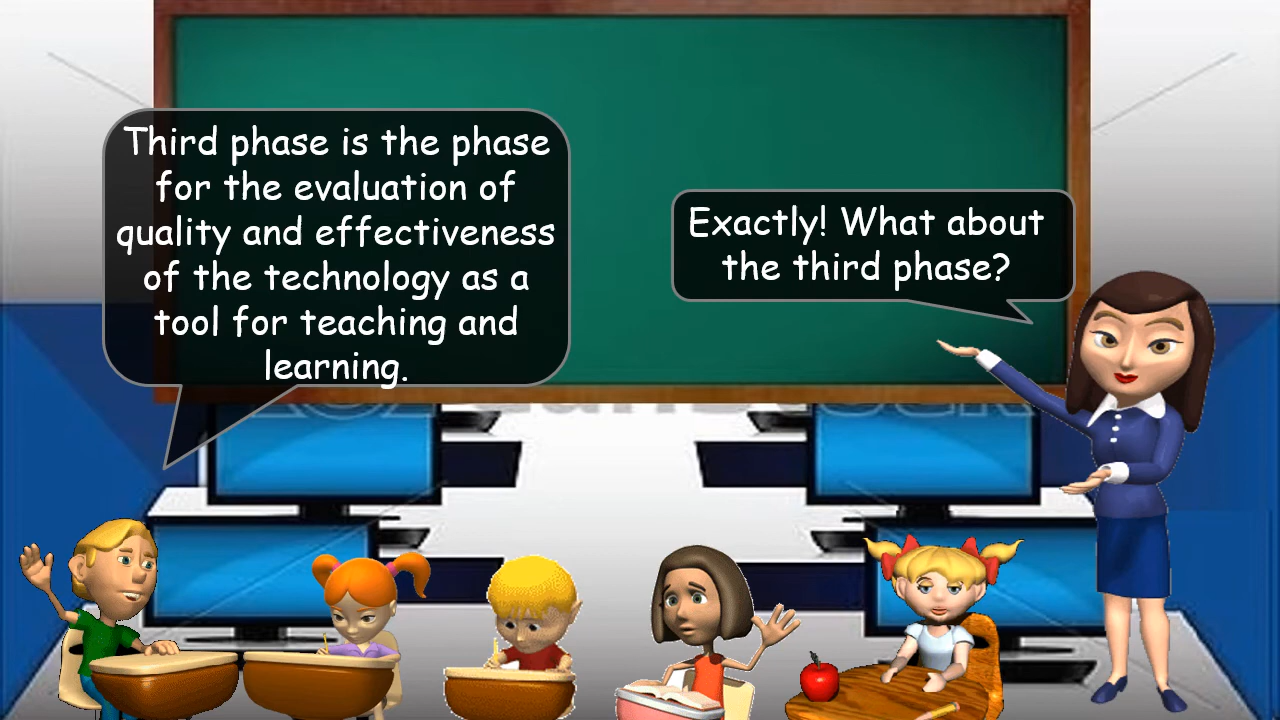 Third phase is the phase
for the evaluation of
quality and effectiveness
of the technology as a
tool for teaching and
learning.
Exactly! What about
the third phase?